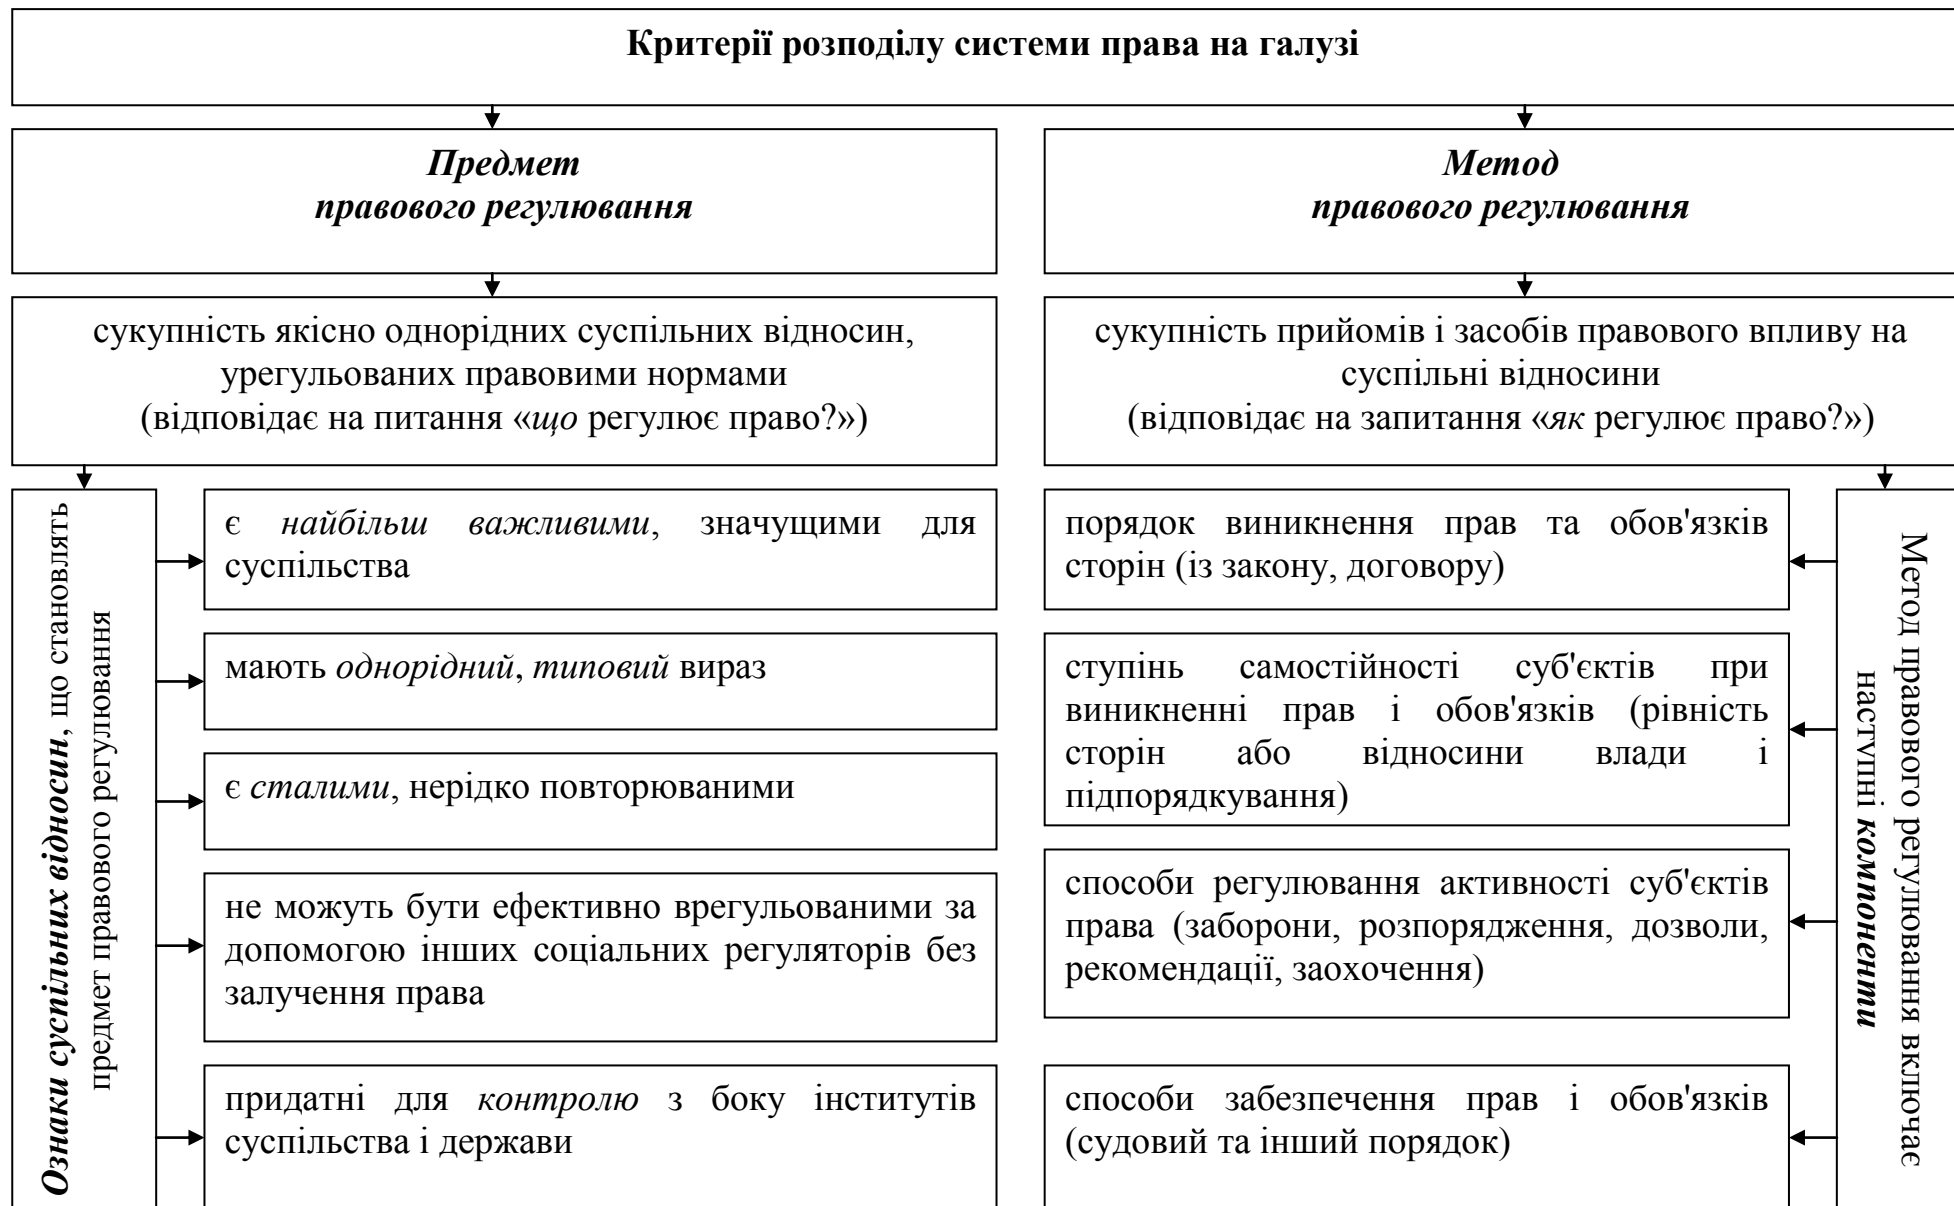 Критерії розподілу системи права на галузі
Предмет
правового регулювання
Метод
правового регулювання
сукупність якісно однорідних суспільних відносин,
урегульованих правовими нормами
(відповідає на питання «що регулює право?»)
сукупність прийомів і засобів правового впливу на
суспільні відносини
(відповідає на запитання «як регулює право?»)
Ознаки суспільних відносин, що становлять
предмет правового регулювання
є найбільш важливими, значущими для
суспільства
мають однорідний, типовий вираз
є сталими, нерідко повторюваними
не можуть бути ефективно врегульованими за
допомогою інших соціальних регуляторів без
залучення права
придатні для контролю з боку інститутів
суспільства і держави
Метод правового регулювання включає
наступні компоненти
порядок виникнення прав та обов'язків
сторін (із закону, договору)
ступінь самостійності суб'єктів при
виникненні прав і обов'язків (рівність
сторін або відносини влади і
підпорядкування)
способи регулювання активності суб'єктів
права (заборони, розпорядження, дозволи,
рекомендації, заохочення)
способи забезпечення прав і обов'язків
(судовий та інший порядок)